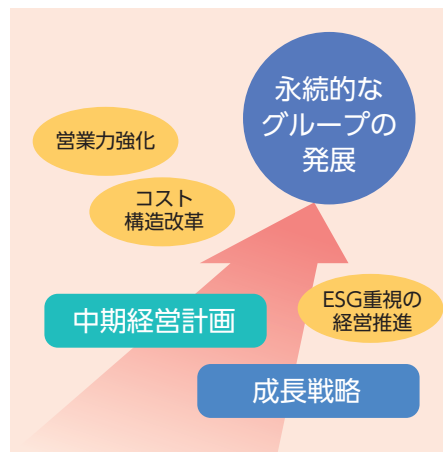 永続的な
グループの
発展
営業力強化
コスト
構造改革
ESG重視の
経営推進
中期経営計画
成長戦略